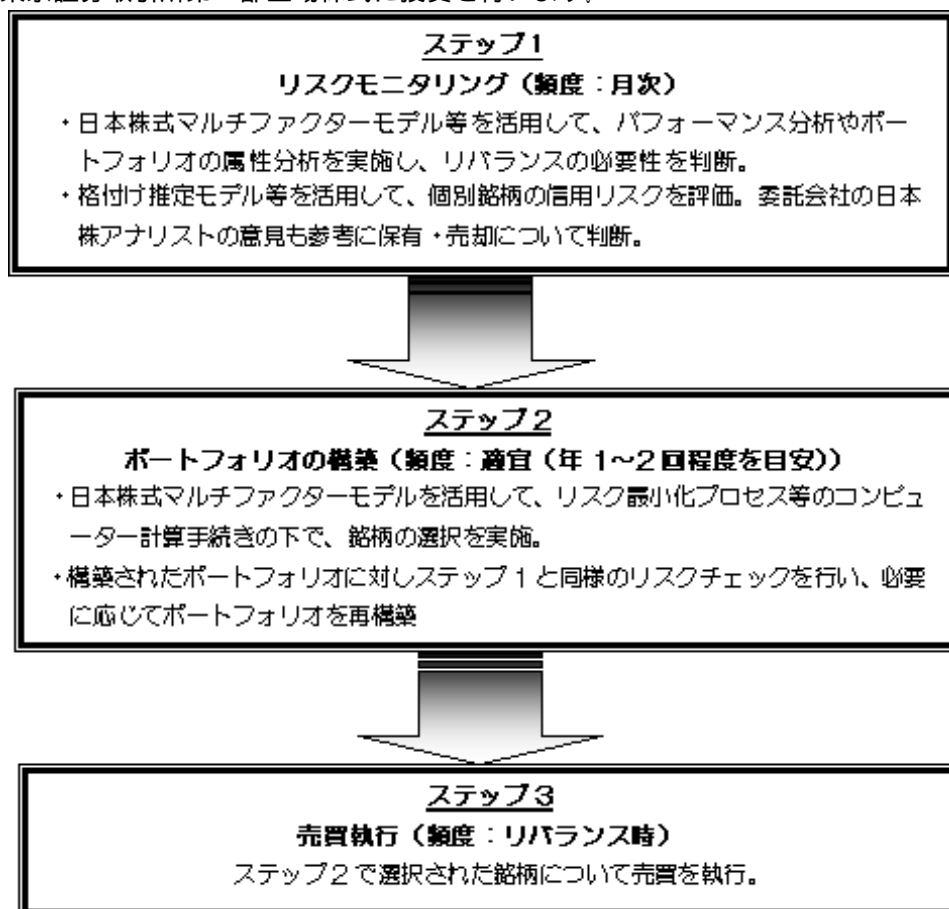 ステップ1
リスクモニタリング（頻度：月次）
・日本株式マルチファクターモデル等を活用して、パフォーマンス分析やポー
トフォリオの属性分析を実施し、リバランスの必要性を判断。
・格付け推定モデル等を活用して、個別銘柄の信用リスクを評価。委託会社の日本
株アナリストの意見も参考に保有・売却について判断。
ステップ2
ポートフォリオの構築（頻度：適宜（年1～2回程度を目安））
・日本株式マルチファクターモデルを活用して、リスク最小化プロセス等のコンピュ
ーター計算手続きの下で、銘柄の選択を実施。
・構築されたポートフォリオに対しステップ1と同様のリスクチェックを行い、必要
に応じてポートフォリオを再構築
ステップ3
売買執行（頻度：リバランス時）
ステップ2で選択された銘柄について売買を執行。